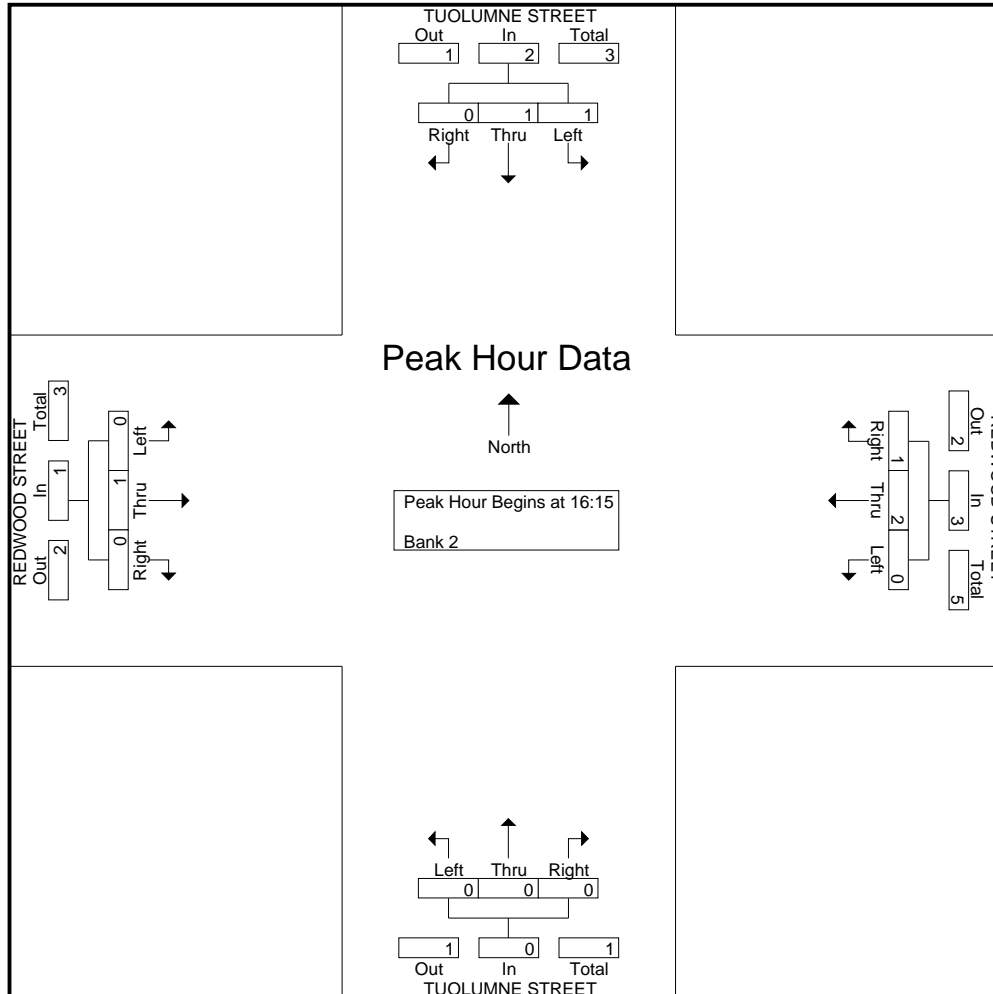 TUOLUMNE STREET
Out In Total
1 2 3
0 1 1
Right Thru Left
Peak Hour Data
North
Peak Hour Begins at 16:15
Bank 2
REDWOOD STREET
Out In Total
2 1 3
Right Thru Left
0 1 0
Out In Total
2 3 5
Right Thru Left
1 2 0
Left Thru Right
0 0 0
1 0 1
Out In Total
TUOLUMNE STREET